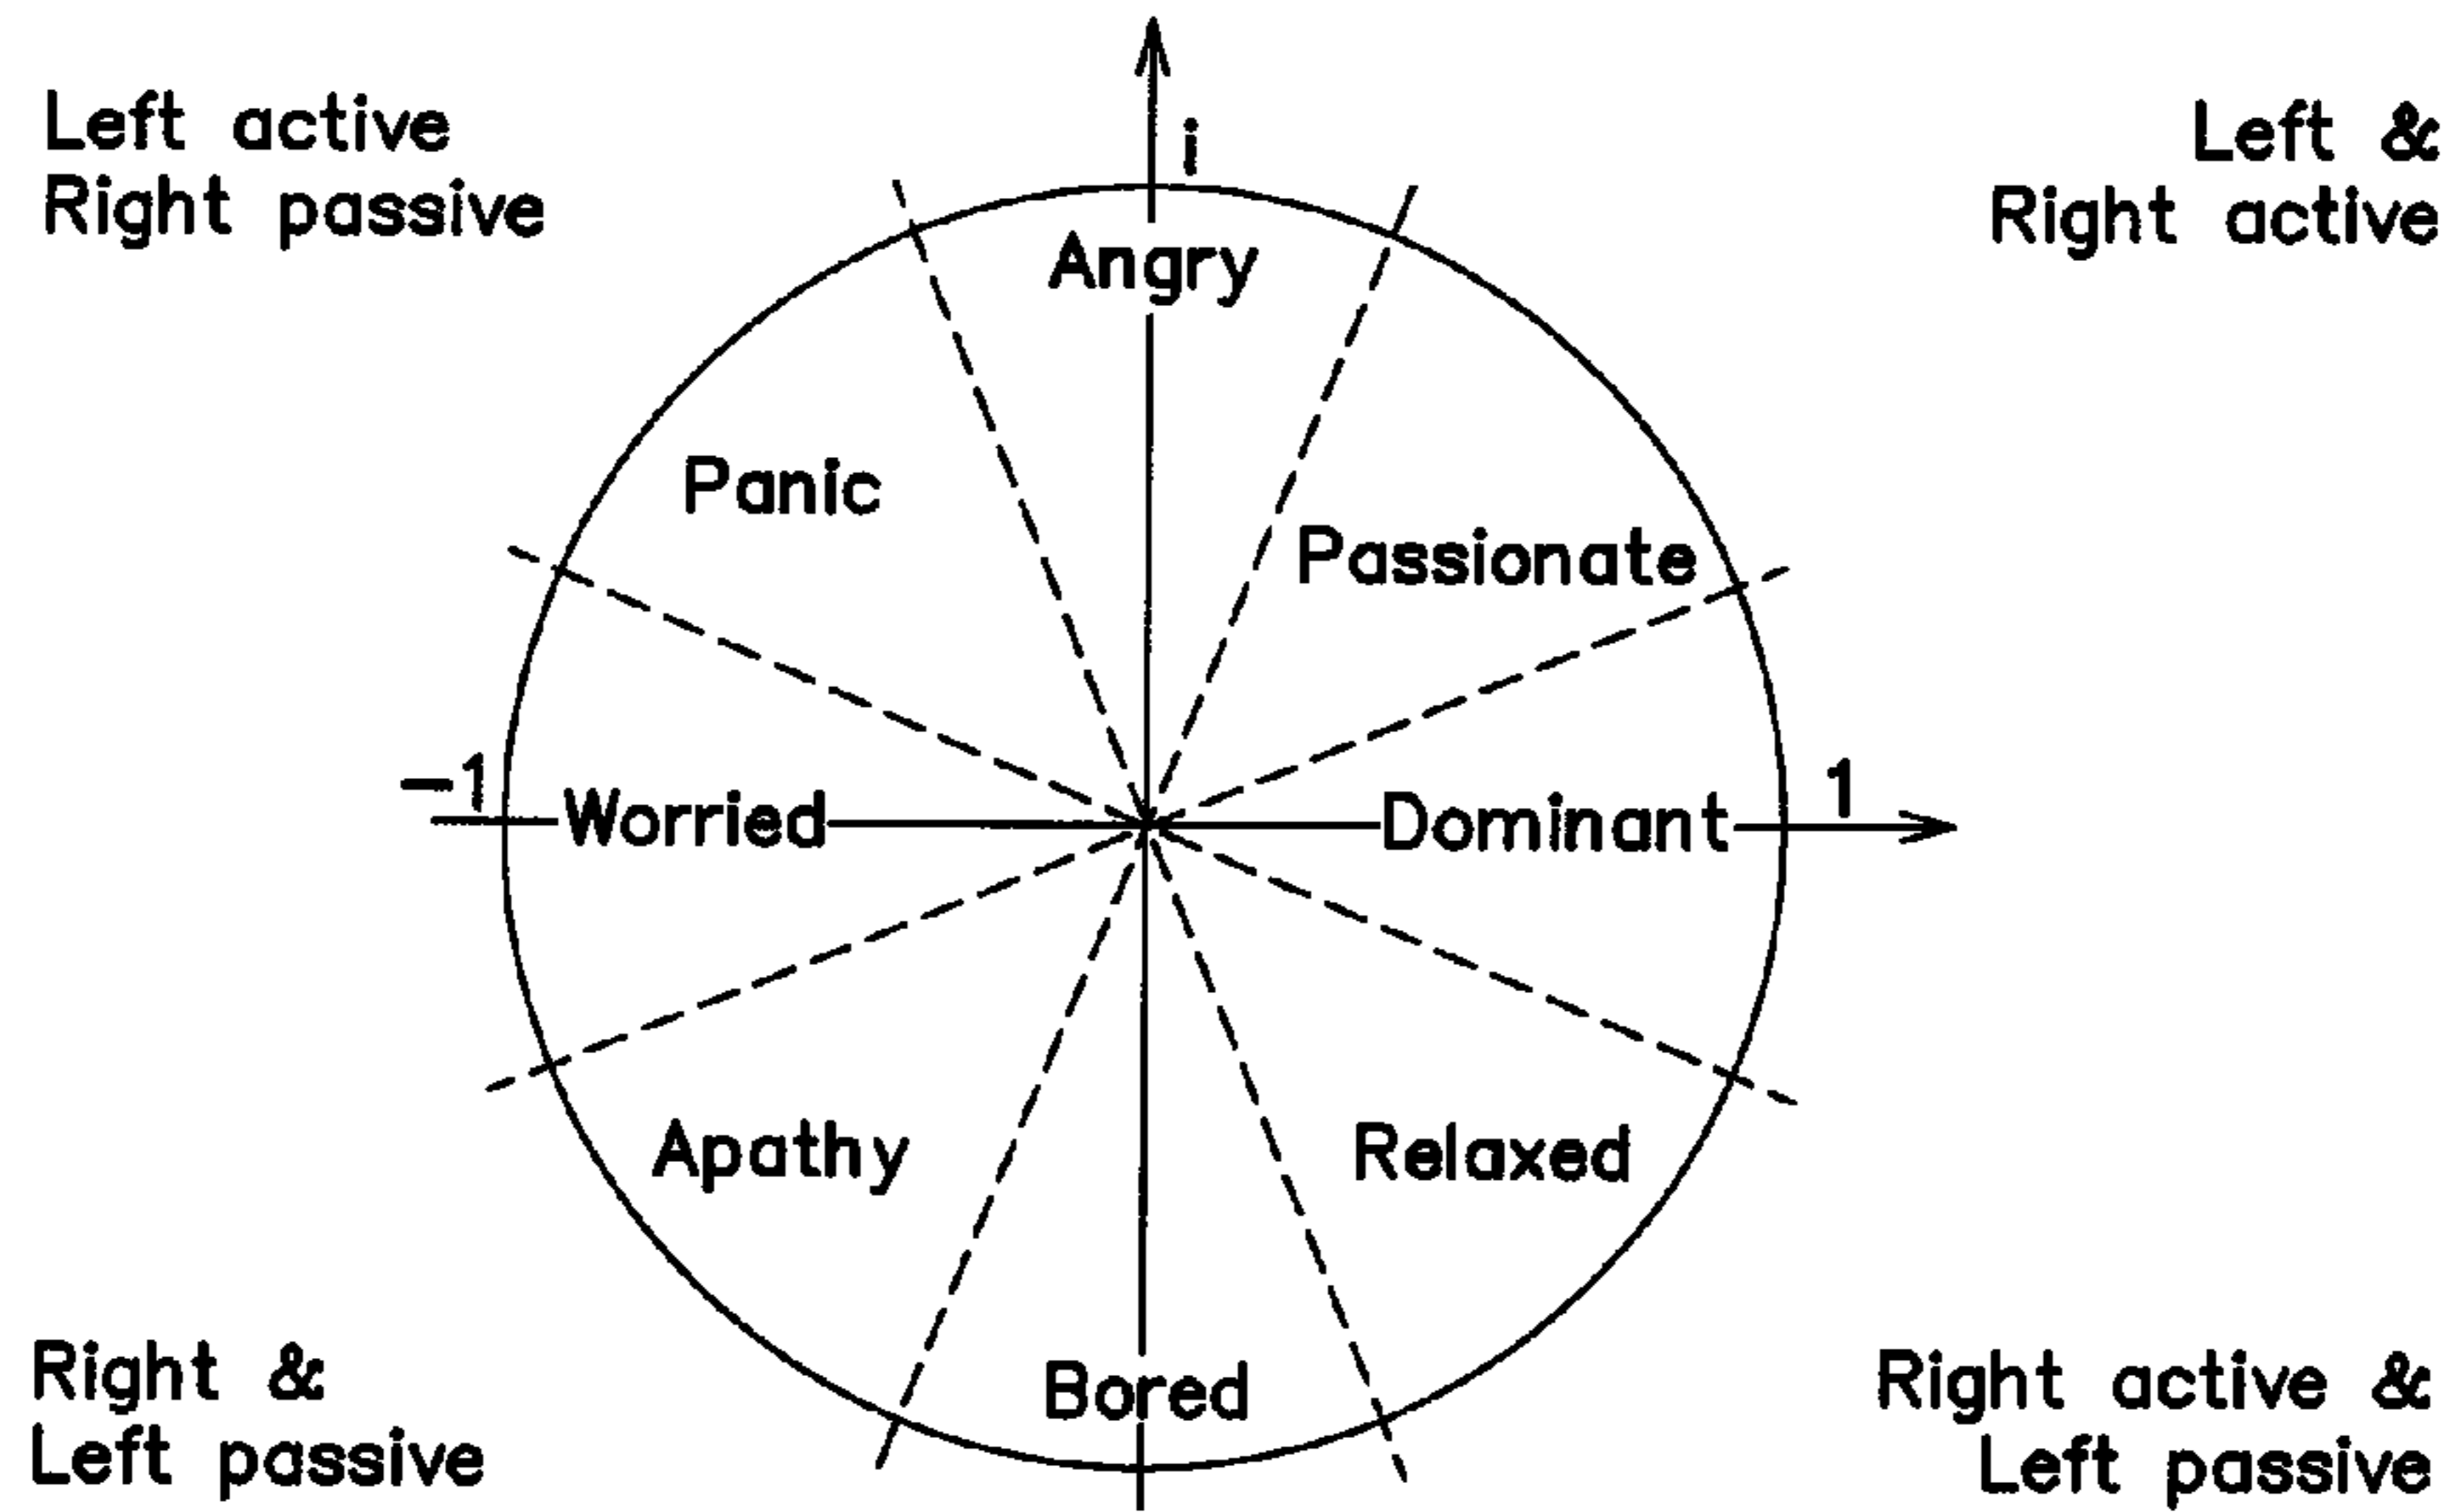 Left active
Right passive
i
Left &
Right active
Angry
Panic
Passionate
-1
Worried
Dominant
1
Apathy
Relaxed
Bored
Right &
Left passive
Right active &
Left passive